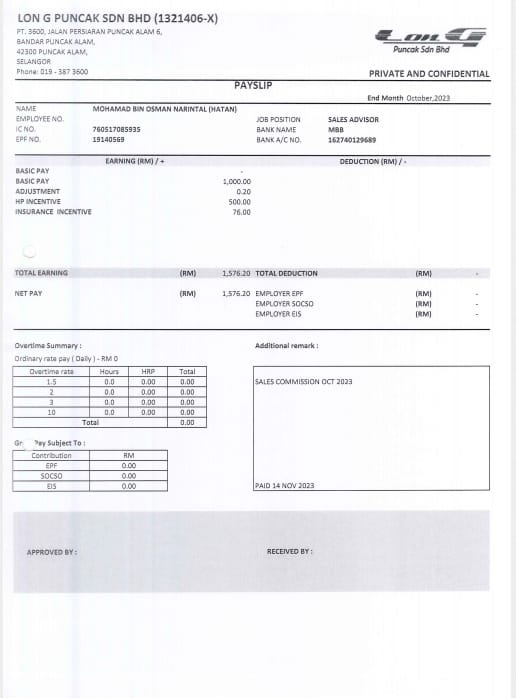 LON G PUNCAK SDN BHD (1321406-X)
PT. 3600, JALAN PERSIARAN PUNCAK ALAM 6,
BANDAR PUNCAK ALAM,
42300 PUNCAK ALAM,
SELANGOR
Phone: 019 - 387 3600
Lon G
Puncak Sdn Bhd
PRIVATE AND CONFIDENTIAL
PAYSLIP
End Month October,2023
NAME MOHAMAD BIN OSMAN NARINTAL (HATAN)
EMPLOYEE NO. JOB POSITION SALES ADVISOR
IC NO. 760517085935 BANK NAME MBB
EPF NO. 19140569 BANK A/C NO. 162740129689
EARNING (RM) / + DEDUCTION (RM) / -
BASIC PAY -
BASIC PAY 1,000.00
ADJUSTMENT 0.20
HP INCENTIVE 500.00
INSURANCE INCENTIVE 76.00
TOTAL EARNING (RM) 1,576.20 TOTAL DEDUCTION (RM) -
NET PAY (RM) 1,576.20 EMPLOYER EPF (RM) -
EMPLOYER SOCSO (RM) -
EMPLOYER EIS (RM) -
Overtime Summary : Additional remark :
Ordinary rate pay ( Daily ) - RM 0
Overtime rate Hours HRP Total
1.5 0.0 0.00 0.00
2 0.0 0.00 0.00
3 0.0 0.00 0.00
10 0.0 0.00 0.00
Total 0.00
SALES COMMISSION OCT 2023
Pay Subject To :
Contribution RM
EPF 0.00
SOCSO 0.00
EIS 0.00
PAID 14 NOV 2023
APPROVED BY : RECEIVED BY :